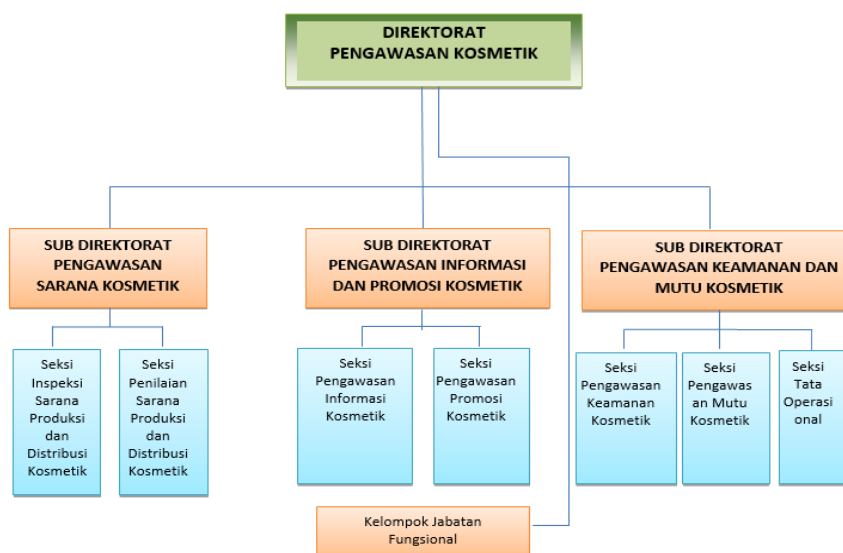 DIREKTORAT
PENGAWASAN KOSMETIK
SUB DIREKTORAT
PENGAWASAN
SARANA KOSMETIK
SUB DIREKTORAT
PENGAWASAN INFORMASI
DAN PROMOSI KOSMETIK
SUB DIREKTORAT
PENGAWASAN KEAMANAN DAN
MUTU KOSMETIK
Seksi
Inspeksi
Sarana
Produksi
dan
Distribusi
Kosmetik
Seksi
Penilaian
Sarana
Produksi
dan
Distribusi
Kosmetik
Seksi
Pengawasan
Informasi
Kosmetik
Seksi
Pengawasan
Promosi
Kosmetik
Seksi
Pengawasan
Keamanan
Kosmetik
Seksi
Pengawas
an Mutu
Kosmetik
Seksi
Tata
Operas
ional
Kelompok Jabatan
Fungsional